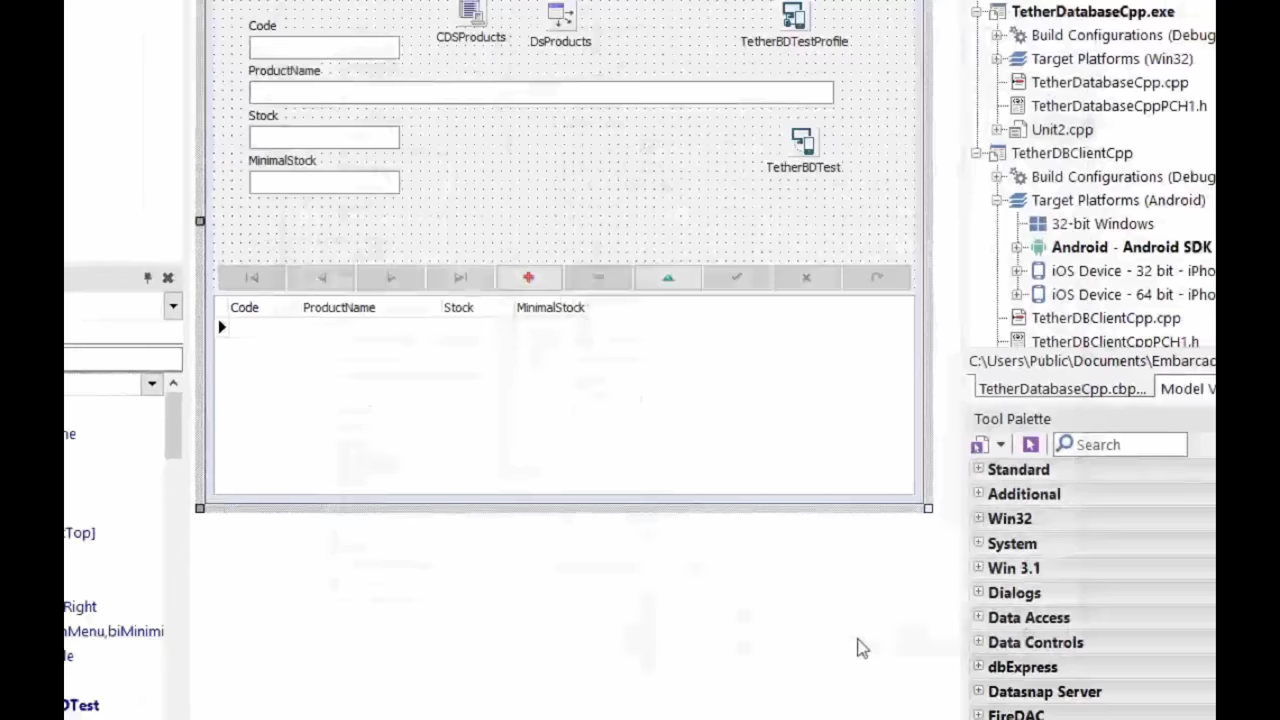 Code
CDSProducts
DsProducts
TetherBDTestProfile
ProductName
Stock
TetherBDTest
MinimalStock
Code ProductName Stock MinimalStock
TetherDatabaseCpp.exe
Build Configurations (Debug
Target Platforms (Win32)
TetherDatabaseCpp.cpp
TetherDatabaseCppPCH1.h
Unit2.cpp
TetherDBClientCpp
Build Configurations (Debug
Target Platforms (Android)
32-bit Windows
Android - Android SDK
iOS Device - 32 bit - iPho
iOS Device - 64 bit - iPho
TetherDBClientCpp.cpp
TetherDBClientCppPCH1.h
C:\Users\Public\Documents\Embarcac
TetherDatabaseCpp.cbp... Model V
Tool Palette
Search
Standard
Additional
Win32
System
Win 3.1
Dialogs
Data Access
Data Controls
dbExpress
Datasnap Server
FireDAC
ne
Top]
Right
nMenu,biMinimi
le
DTest